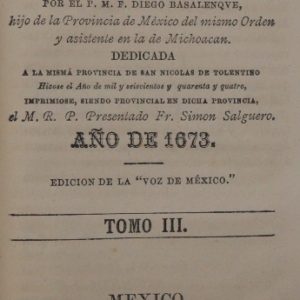 POR EL P. M. F. DIEGO BASALENQVE,
hijo de la Provincia de México del mismo Orden
y asistente en la de Michoacan.
DEDICADA
A LA MISMA PROVINCIA DE SAN NICOLAS DE TOLENTINO
Hizose el Año de mil y seiscientos y quarenta y quatro,
IMPRIMIOSE, SIENDO PROVINCIAL EN DICHA PROVINCIA,
el M. R. P. Presentado Fr. Simon Salguero.
AÑO DE 1673.
EDICION DE LA "VOZ DE MÉXICO."
TOMO III.
MEXICO